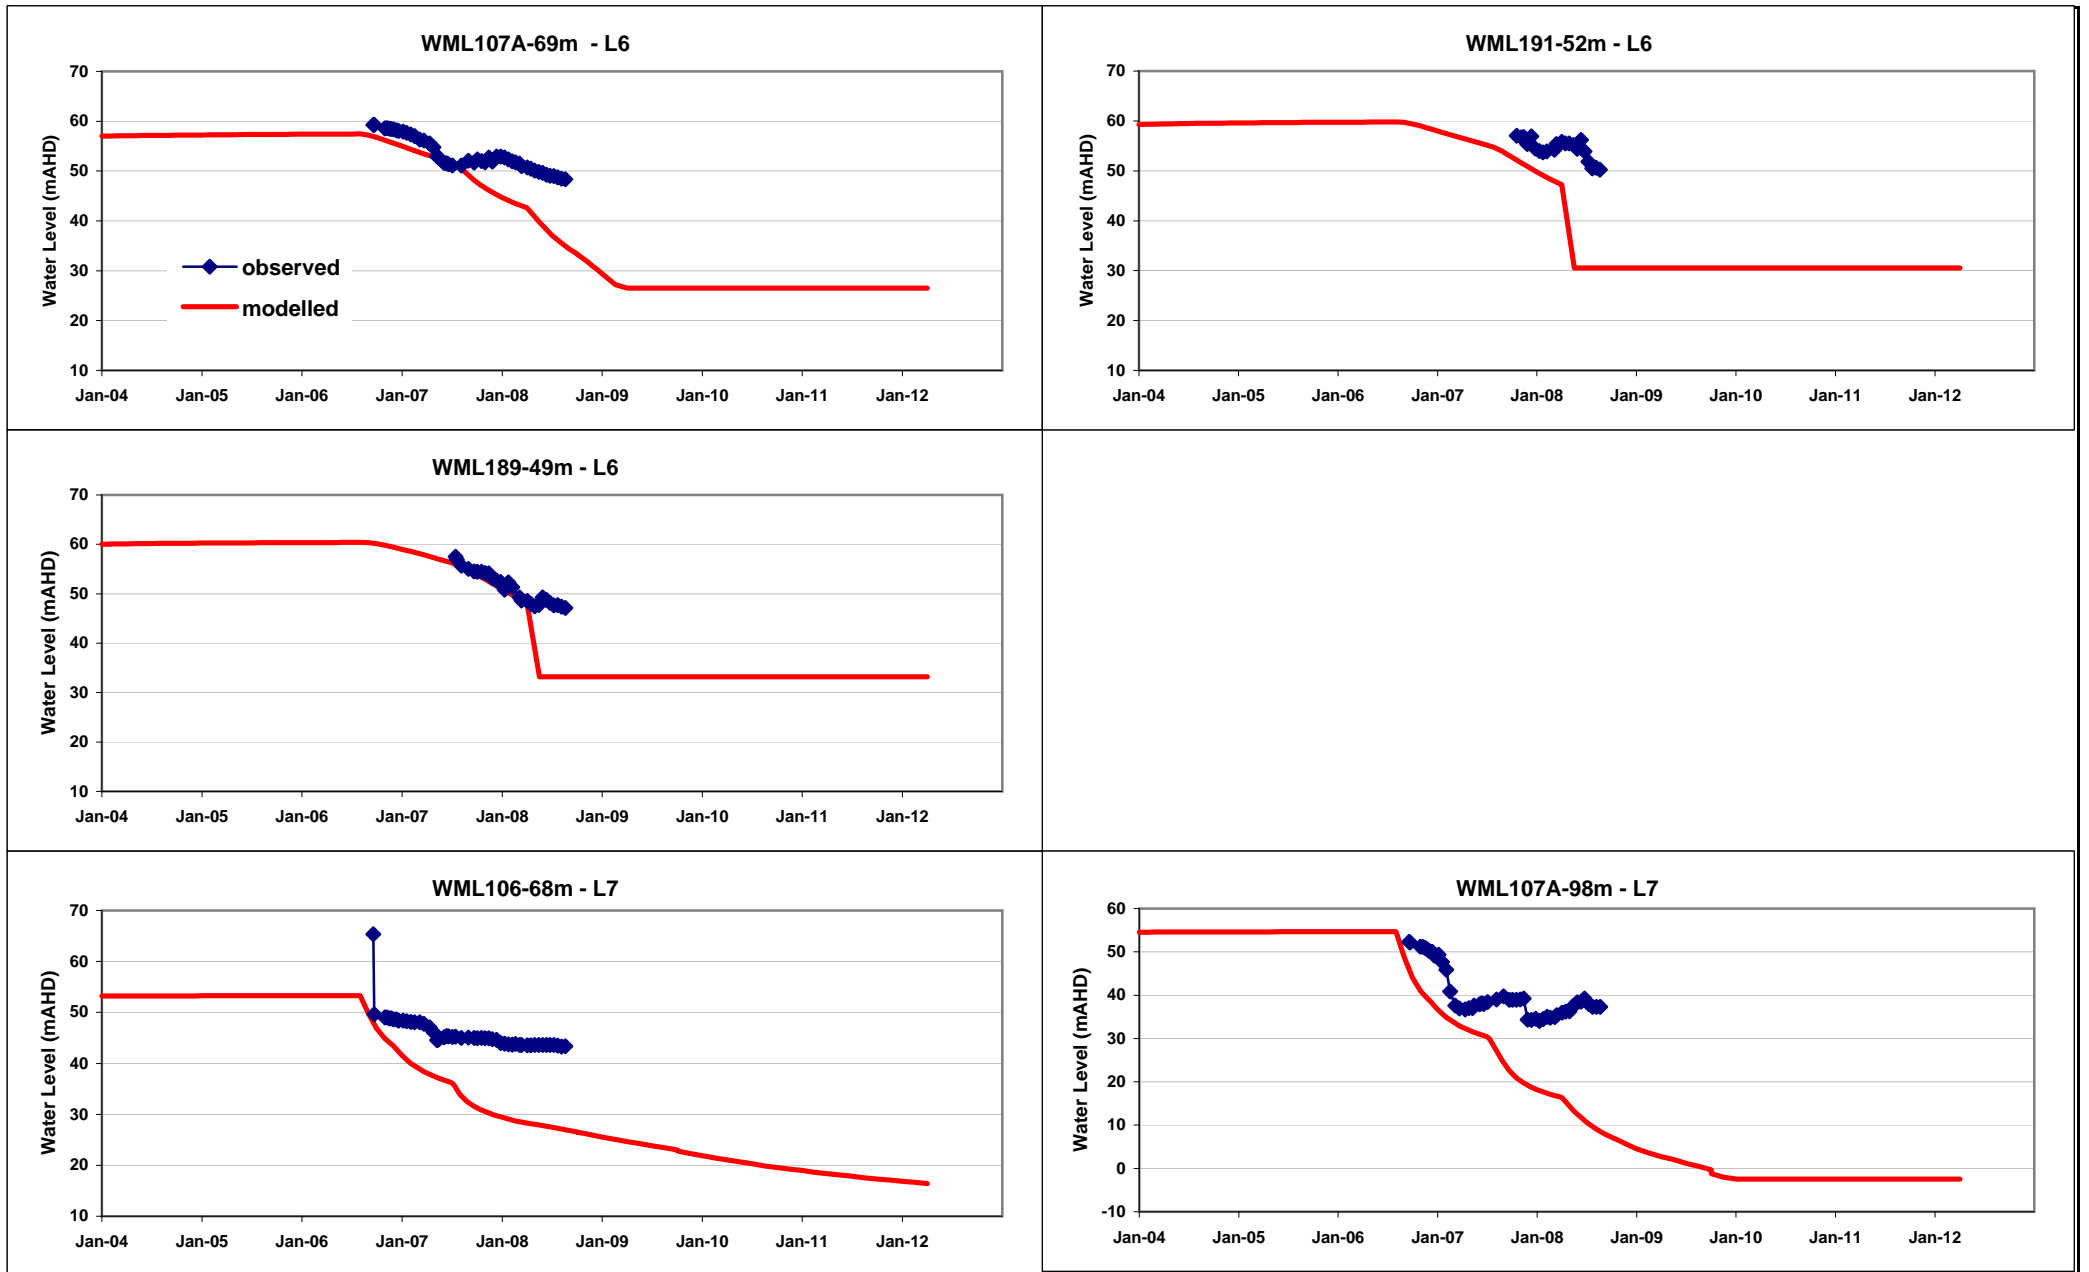 WML107A-69m - L6
Water Level (mAHD)
70
60
50
40
30
20
10
observed
modelled
Jan-04 Jan-05 Jan-06 Jan-07 Jan-08 Jan-09 Jan-10 Jan-11 Jan-12
WML191-52m - L6
Water Level (mAHD)
70
60
50
40
30
20
10
Jan-04 Jan-05 Jan-06 Jan-07 Jan-08 Jan-09 Jan-10 Jan-11 Jan-12
WML189-49m - L6
Water Level (mAHD)
70
60
50
40
30
20
10
Jan-04 Jan-05 Jan-06 Jan-07 Jan-08 Jan-09 Jan-10 Jan-11 Jan-12
WML106-68m - L7
Water Level (mAHD)
70
60
50
40
30
20
10
Jan-04 Jan-05 Jan-06 Jan-07 Jan-08 Jan-09 Jan-10 Jan-11 Jan-12
WML107A-98m - L7
Water Level (mAHD)
60
50
40
30
20
10
0
-10
Jan-04 Jan-05 Jan-06 Jan-07 Jan-08 Jan-09 Jan-10 Jan-11 Jan-12